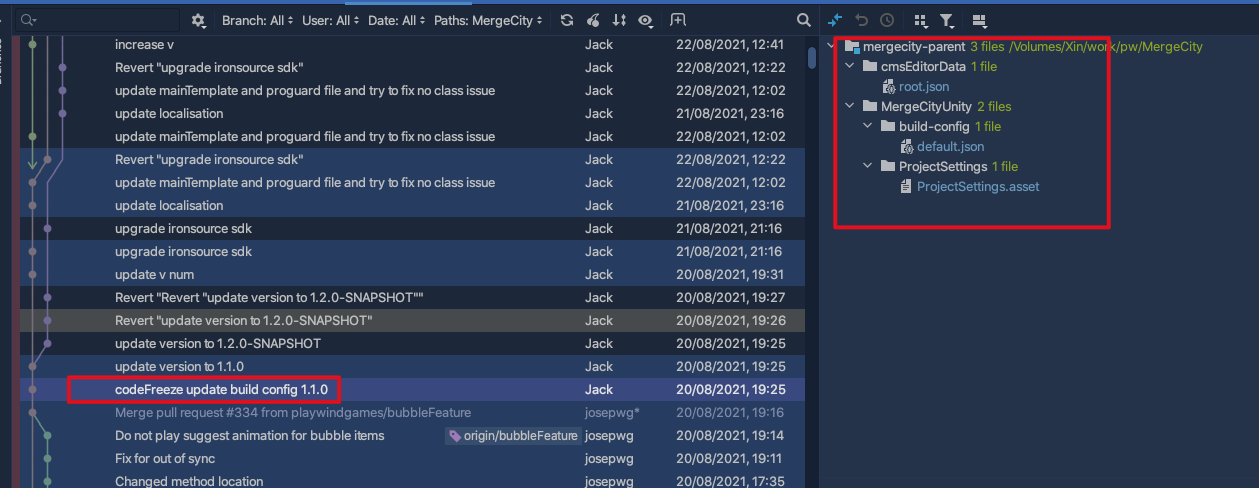 Branch: All User: All Date: All Paths: MergeCity
increase v Jack 22/08/2021, 12:41
Revert "upgrade ironsource sdk" Jack 22/08/2021, 12:22
update mainTemplate and proguard file and try to fix no class issue Jack 22/08/2021, 12:02
update localisation Jack 21/08/2021, 23:16
update mainTemplate and proguard file and try to fix no class issue Jack 22/08/2021, 12:02
Revert "upgrade ironsource sdk" Jack 22/08/2021, 12:22
update mainTemplate and proguard file and try to fix no class issue Jack 22/08/2021, 12:02
update localisation Jack 21/08/2021, 23:16
upgrade ironsource sdk Jack 21/08/2021, 21:16
upgrade ironsource sdk Jack 21/08/2021, 21:16
update v num Jack 20/08/2021, 19:31
Revert "Revert "update version to 1.2.0-SNAPSHOT"" Jack 20/08/2021, 19:27
Revert "update version to 1.2.0-SNAPSHOT" Jack 20/08/2021, 19:26
update version to 1.2.0-SNAPSHOT Jack 20/08/2021, 19:25
update version to 1.1.0 Jack 20/08/2021, 19:25
codeFreeze update build config 1.1.0 Jack 20/08/2021, 19:25
Merge pull request #334 from playwindgames/bubbleFeature josepwg* 20/08/2021, 19:16
Do not play suggest animation for bubble items origin/bubbleFeature josepwg 20/08/2021, 19:14
Fix for out of sync josepwg 20/08/2021, 19:11
Changed method location josepwg 20/08/2021, 17:35
mergecity-parent 3 files /Volumes/Xin/work/pw/MergeCity
cmsEditorData 1 file
root.json
MergeCityUnity 2 files
build-config 1 file
default.json
ProjectSettings 1 file
ProjectSettings.asset